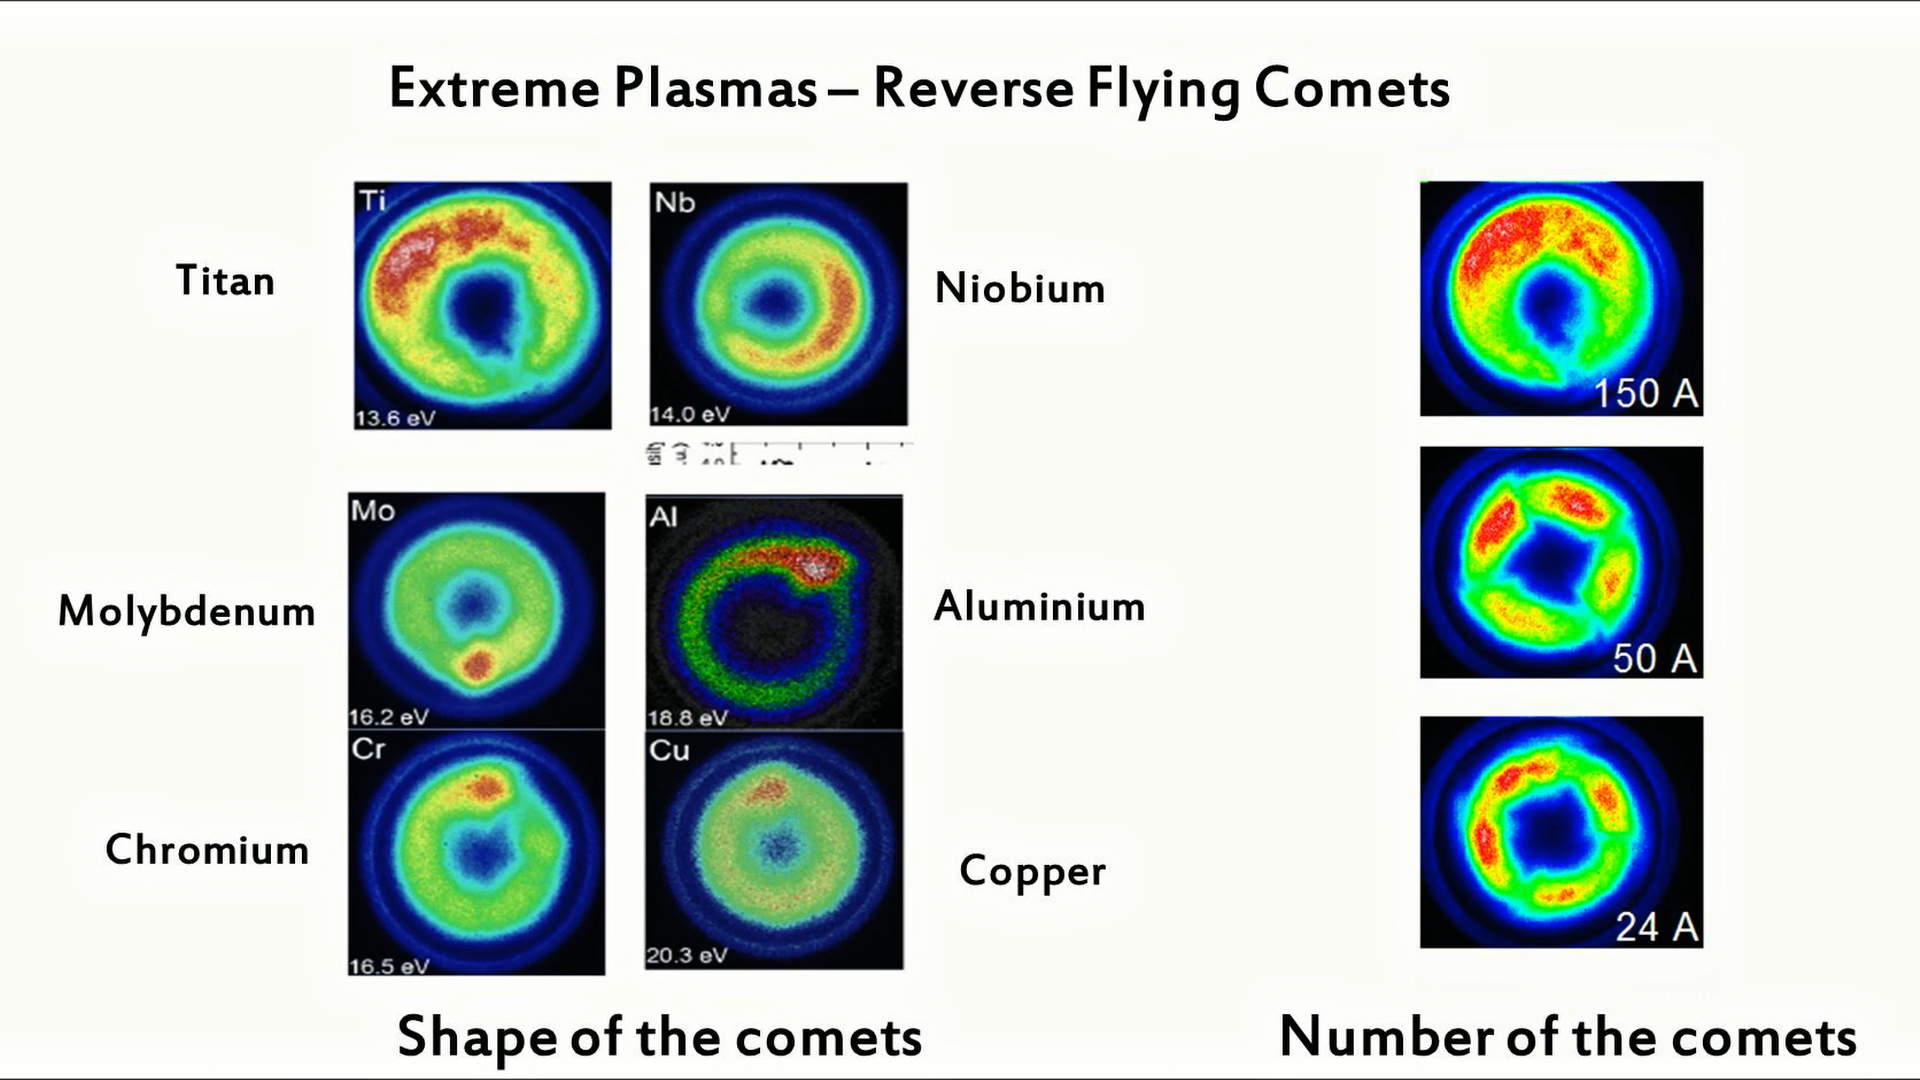 Extreme Plasmas – Reverse Flying Comets
Titan
Ti
13.6 eV
Nb
14.0 eV
Niobium
Molybdenum
Mo
16.2 eV
Al
18.8 eV
Aluminium
Chromium
Cr
16.5 eV
Cu
20.3 eV
Copper
Shape of the comets
150 A
50 A
24 A
Number of the comets